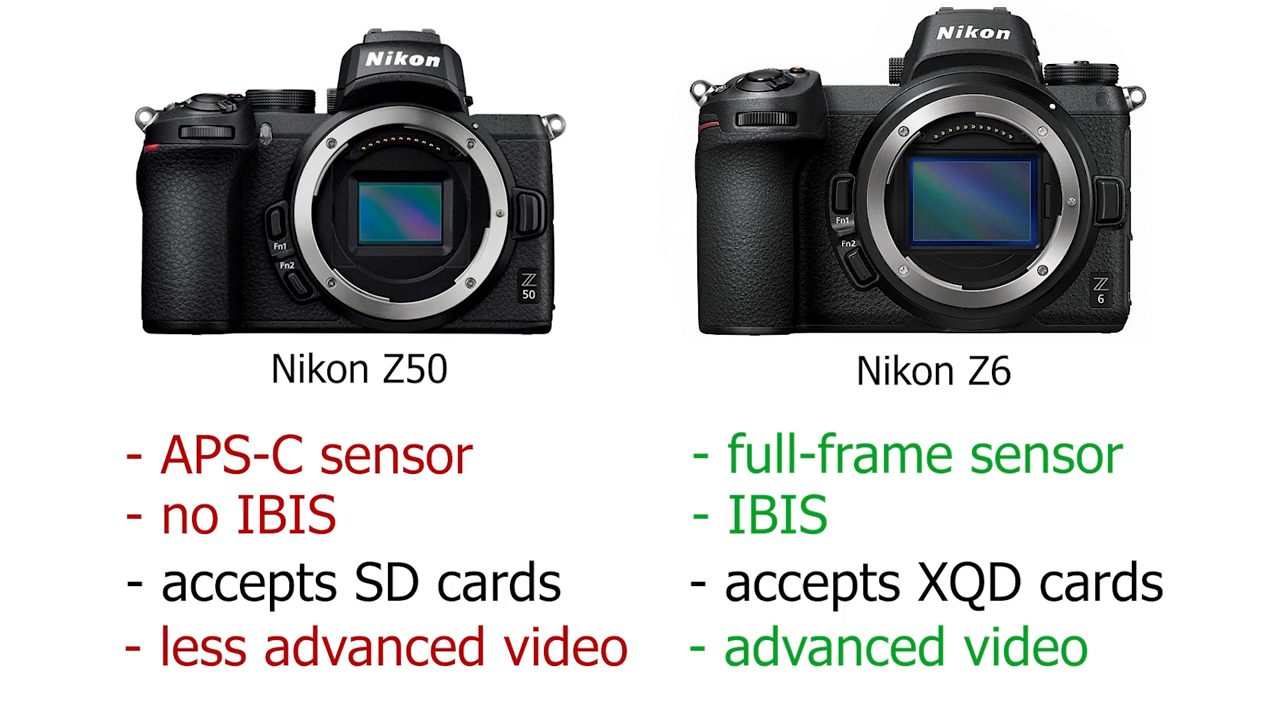 Nikon
Fn1
Fn2
Z
50
Nikon Z50
- APS-C sensor
- no IBIS
- accepts SD cards
- less advanced video
Nikon
Fn1
Fn2
Z
6
Nikon Z6
- full-frame sensor
- IBIS
- accepts XQD cards
- advanced video